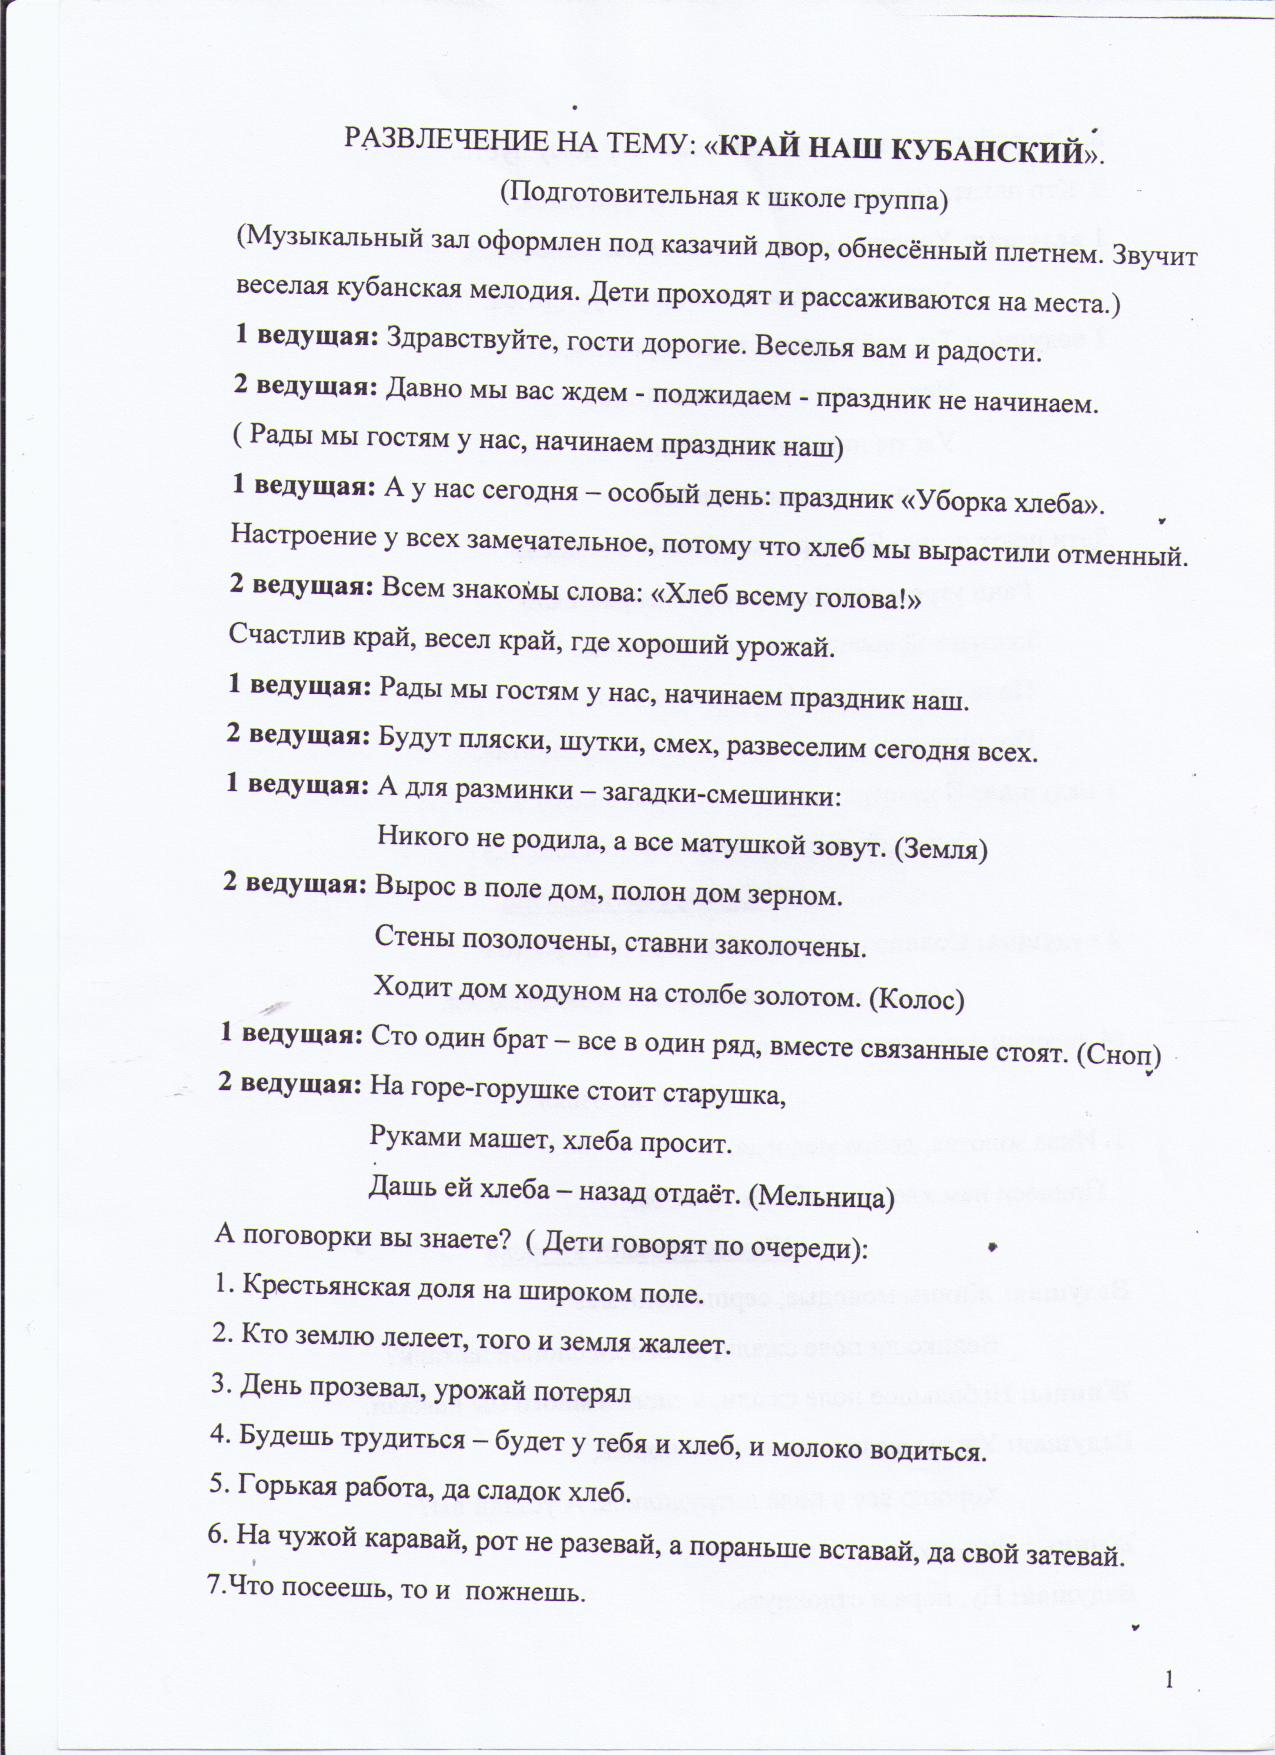 РАЗВЛЕЧЕНИЕ НА ТЕМУ: «КРАЙ НАШ КУБАНСКИЙ».
(Подготовительная к школе группа)
(Музыкальный зал оформлен под казачий двор, обнесённый плетнем. Звучит
веселая кубанская мелодия. Дети проходят и рассаживаются на места.)
1 ведущая: Здравствуйте, гости дорогие. Веселья вам и радости.
2 ведущая: Давно мы вас ждем - поджидаем - праздник не начинаем.
( Рады мы гостям у нас, начинаем праздник наш)
1 ведущая: А у нас сегодня – особый день: праздник «Уборка хлеба».
Настроение у всех замечательное, потому что хлеб мы вырастили отменный.
2 ведущая: Всем знакомы слова: «Хлеб всему голова!»
Счастлив край, весел край, где хороший урожай.
1 ведущая: Рады мы гостям у нас, начинаем праздник наш.
2 ведущая: Будут пляски, шутки, смех, развеселим сегодня всех.
1 ведущая: А для разминки – загадки-смешинки:
Никого не родила, а все матушкой зовут. (Земля)
2 ведущая: Вырос в поле дом, полон дом зерном.
Стены позолочены, ставни заколочены.
Ходит дом ходуном на столбе золотом. (Колос)
1 ведущая: Сто один брат – все в один ряд, вместе связанные стоят. (Сноп)
2 ведущая: На горе-горушке стоит старушка,
Руками машет, хлеба просит.
Дашь ей хлеба – назад отдаёт. (Мельница)
А поговорки вы знаете? ( Дети говорят по очереди):
1. Крестьянская доля на широком поле.
2. Кто землю лелеет, того и земля жалеет.
3. День прозевал, урожай потерял
4. Будешь трудиться – будет у тебя и хлеб, и молоко водиться.
5. Горькая работа, да сладок хлеб.
6. На чужой каравай, рот не разевай, а пораньше вставай, да свой затевай.
7.Что посеешь, то и пожнешь.
1